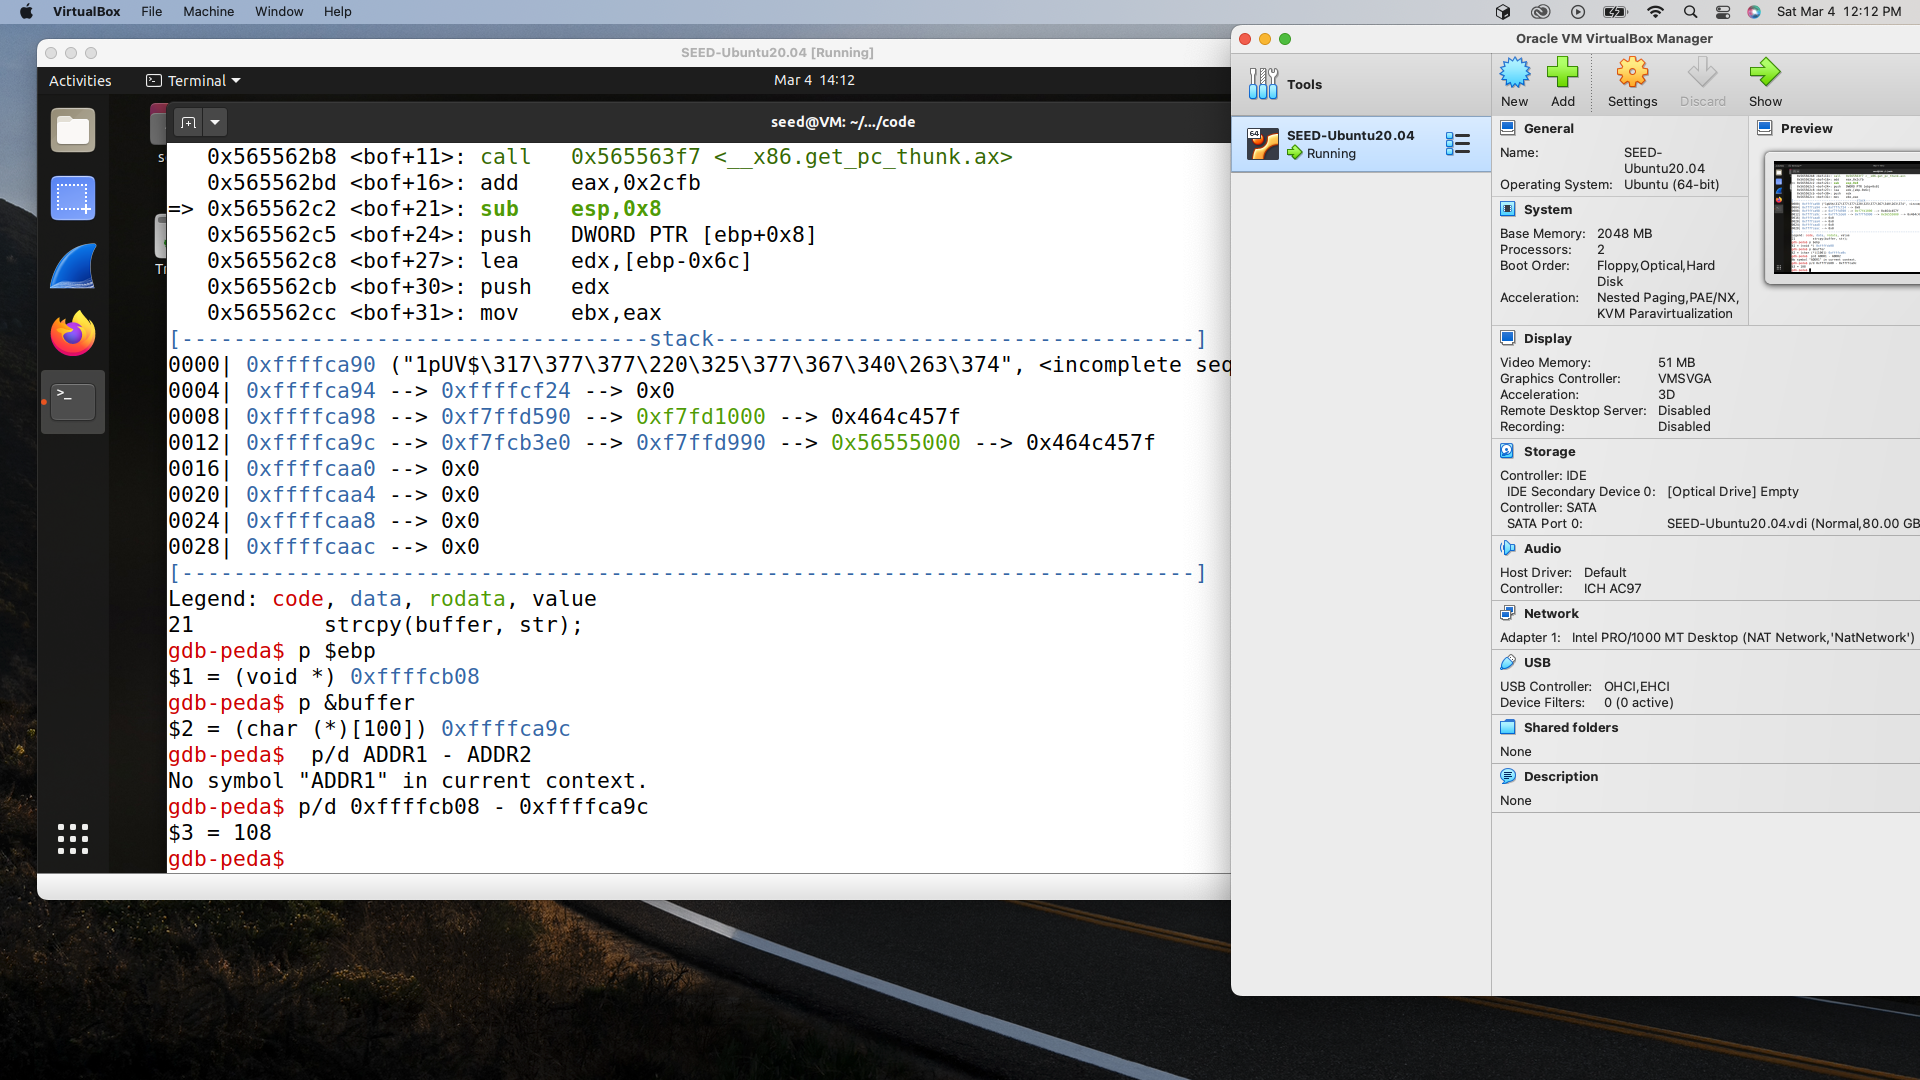 VirtualBox File Machine Window Help
Sat Mar 4 12:12 PM
SEED-Ubuntu20.04 [Running]
Activities
Terminal
Mar 4 14:12
seed@VM: ~/.../code
0x565562b8 <bof+11>: call 0x565563f7 <__x86.get_pc_thunk.ax>
0x565562bd <bof+16>: add eax,0x2cfb
=> 0x565562c2 <bof+21>: sub esp,0x8
0x565562c5 <bof+24>: push DWORD PTR [ebp+0x8]
0x565562c8 <bof+27>: lea edx,[ebp-0x6c]
0x565562cb <bof+30>: push edx
0x565562cc <bof+31>: mov ebx,eax
[------------------------------------stack-------------------------------------]
0000| 0xffffca90 ("1pUV$\317\377\377\220\325\377\367\340\263\374", <incomplete seq
0004| 0xffffca94 --> 0xffffcf24 --> 0x0
0008| 0xffffca98 --> 0xf7ffd590 --> 0xf7fd1000 --> 0x464c457f
0012| 0xffffca9c --> 0xf7fcb3e0 --> 0xf7ffd990 --> 0x56555000 --> 0x464c457f
0016| 0xffffcaa0 --> 0x0
0020| 0xffffcaa4 --> 0x0
0024| 0xffffcaa8 --> 0x0
0028| 0xffffcaac --> 0x0
[------------------------------------------------------------------------------]
Legend: code, data, rodata, value
21 strcpy(buffer, str);
gdb-peda$ p $ebp
$1 = (void *) 0xffffcb08
gdb-peda$ p &buffer
$2 = (char (*)[100]) 0xffffca9c
gdb-peda$ p/d ADDR1 - ADDR2
No symbol "ADDR1" in current context.
gdb-peda$ p/d 0xffffcb08 - 0xffffca9c
$3 = 108
gdb-peda$
Oracle VM VirtualBox Manager
Tools
New Add Settings Discard Show
64
SEED-Ubuntu20.04
Running
General
Name: SEED-
Ubuntu20.04
Operating System: Ubuntu (64-bit)
Preview
System
Base Memory: 2048 MB
Processors: 2
Boot Order: Floppy,Optical,Hard
Disk
Acceleration: Nested Paging,PAE/NX,
KVM Paravirtualization
Display
Video Memory: 51 MB
Graphics Controller: VMSVGA
Acceleration: 3D
Remote Desktop Server: Disabled
Recording: Disabled
Storage
Controller: IDE
IDE Secondary Device 0: [Optical Drive] Empty
Controller: SATA
SATA Port 0: SEED-Ubuntu20.04.vdi (Normal,80.00 GB
Audio
Host Driver: Default
Controller: ICH AC97
Network
Adapter 1: Intel PRO/1000 MT Desktop (NAT Network,'NatNetwork')
USB
USB Controller: OHCI,EHCI
Device Filters: 0 (0 active)
Shared folders
None
Description
None